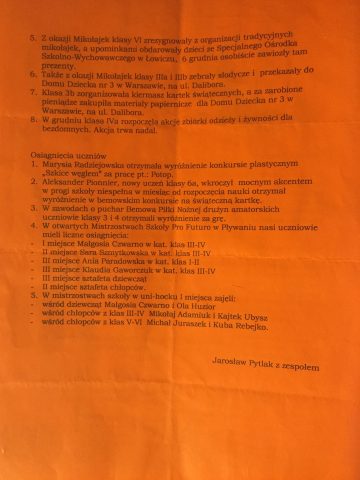 5. Z okazji Mikołajek klasy VI zrezygnowały z organizacji tradycyjnych
mikołajek, a upominkami obdarowały dzieci ze Specjalnego Ośrodka
Szkolno-Wychowawczego w Łowiczu, 6 grudnia osobiście zawiozły tam
prezenty.
6. Także z okazji Mikołajek klasy IIIa i IIIb zebrały słodycze i przekazały do
Domu Dziecka nr 3 w Warszawie, na ul. Dalibora.
7. Klasa 3b zorganizowała kiermasz kartek świątecznych, a za zarobione
pieniądze zakupiła materiały papiernicze dla Domu Dziecka nr 3 w
Warszawie, na ul. Dalibora.
8. W grudniu klasa IVa rozpoczęła akcje zbiórki odzieży i żywności dla
bezdomnych. Akcja trwa nadal.
Osiągnięcia uczniów
1. Marysia Radziejowska otrzymała wyróżnienie konkursie plastycznym
„Szkice węglem" za prace pt.: Potop.
2. Aleksander Pionnier, nowy uczeń klasy 6a, wkroczył mocnym akcentem
w progi szkoły niespełna w miesiąc od rozpoczęcia nauki otrzymał
wyróżnienie w bemowskim konkursie na świąteczną kartkę.
3. W zawodach o puchar Bemowa Piłki Nożnej drużyn amatorskich
uczniowie klasy 3 i 4 otrzymali wyróżnienie za grę.
4. W otwartych Mistrzostwach Szkoły Pro Futuro w Pływaniu nasi uczniowie
mieli liczne osiągnięcia:
- I miejsce Małgosia Czwarno w kat. klas III-IV
- II miejsce Sara Szmytkowska w kat. klas III-IV
- III miejsce Ania Paradowska w kat. klas I-II
- III miejsce Klaudia Gaworczuk w kat. klas III-IV
- III miejsce sztafeta dziewcząt
- II miejsce sztafeta chłopców.
5. W mistrzostwach szkoły w uni-hocku I miejsca zajęli:
- wśród dziewcząt Małgosia Czwarno i Ola Huzior
- wśród chłopców z klas III-IV Mikołaj Adamiuk i Kajtek Ubysz
- wśród chłopców z klas V-VI Michał Juraszek i Kuba Rebejko.
Jarosław Pytlak z zespołem